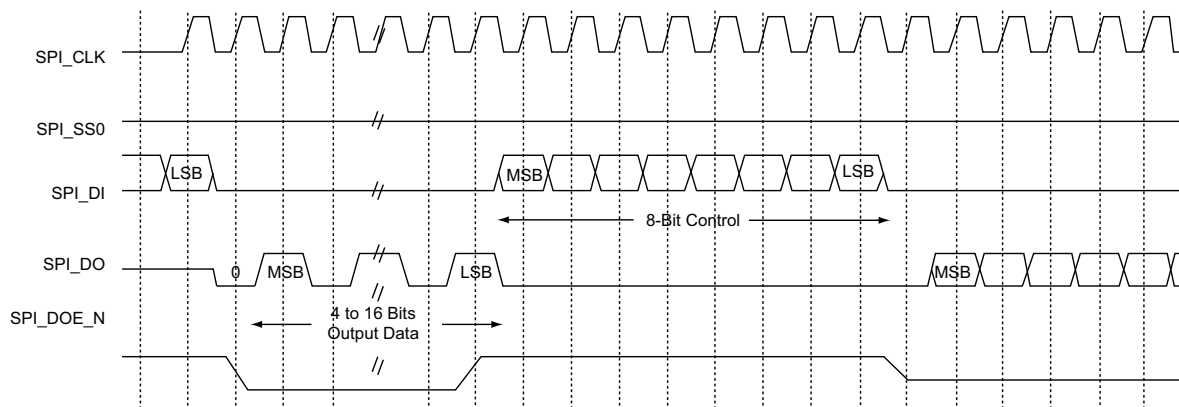 SPI_CLK
SPI_SS0
LSB
MSB
LSB
SPI_DI
8-Bit Control
SPI_DO
0
MSB
LSB
MSB
SPI_DOE_N
4 to 16 Bits
Output Data